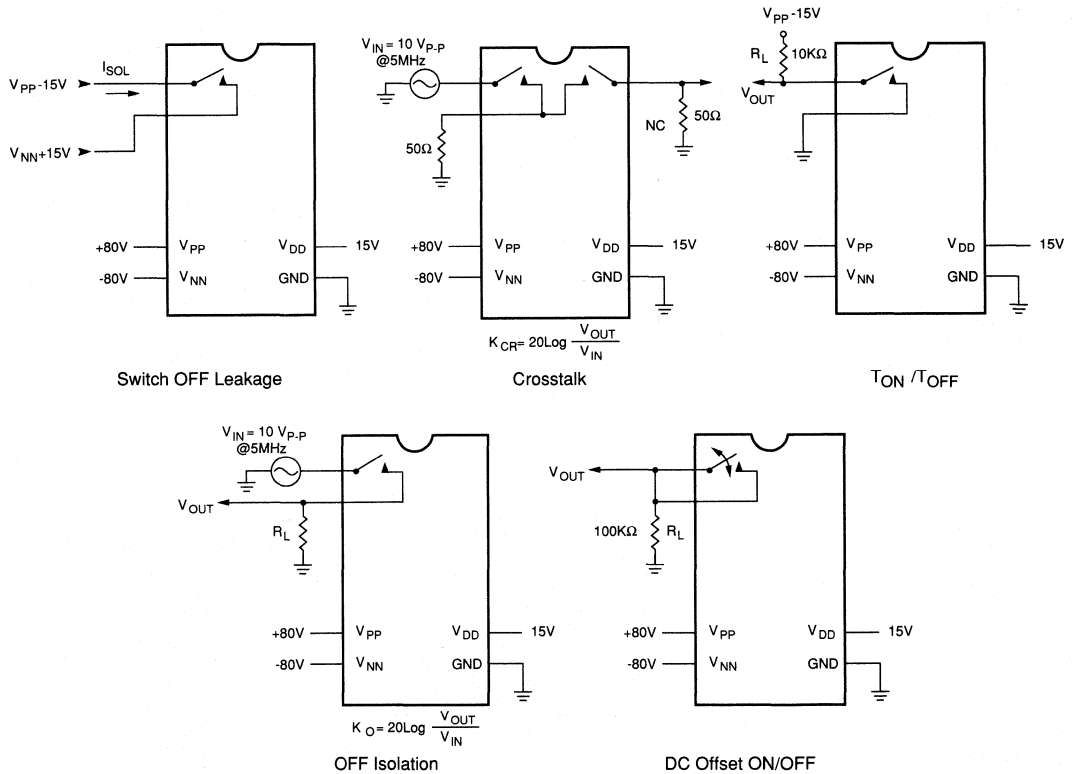 VPP-15V
ISOL
VNN+15V
+80V VPP VDD 15V
-80V VNN GND
Switch OFF Leakage
VIN = 10 VP-P
@5MHz
50Ω
NC
50Ω
+80V VPP VDD 15V
-80V VNN GND
K CR= 20Log VOUT
VIN
Crosstalk
VPP-15V
RL 10KΩ
VOUT
+80V VPP VDD 15V
-80V VNN GND
TON /TOFF
VIN = 10 VP-P
@5MHz
VOUT
RL
+80V VPP VDD 15V
-80V VNN GND
K O= 20Log VOUT
VIN
OFF Isolation
VOUT
100KΩ RL
+80V VPP VDD 15V
-80V VNN GND
DC Offset ON/OFF